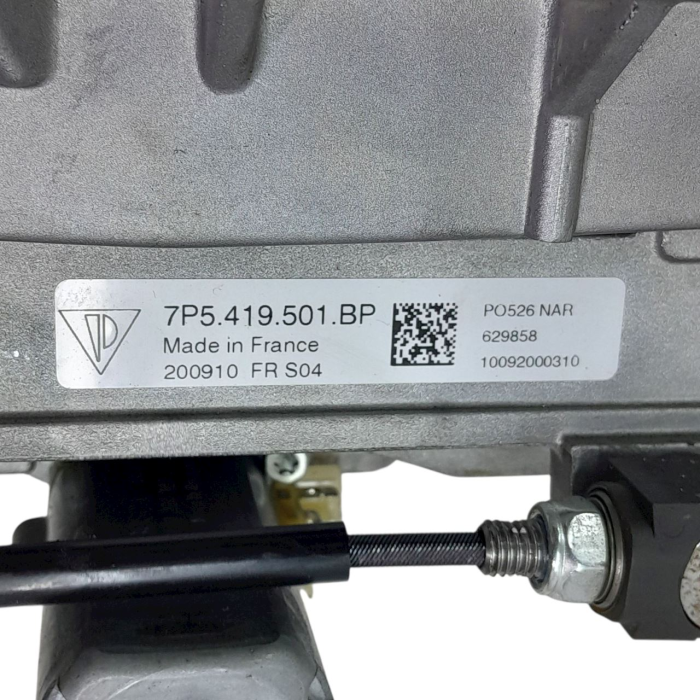 7P5.419.501.BP
Made in France
200910 FR S04
PO526 NAR
629858
10092000310